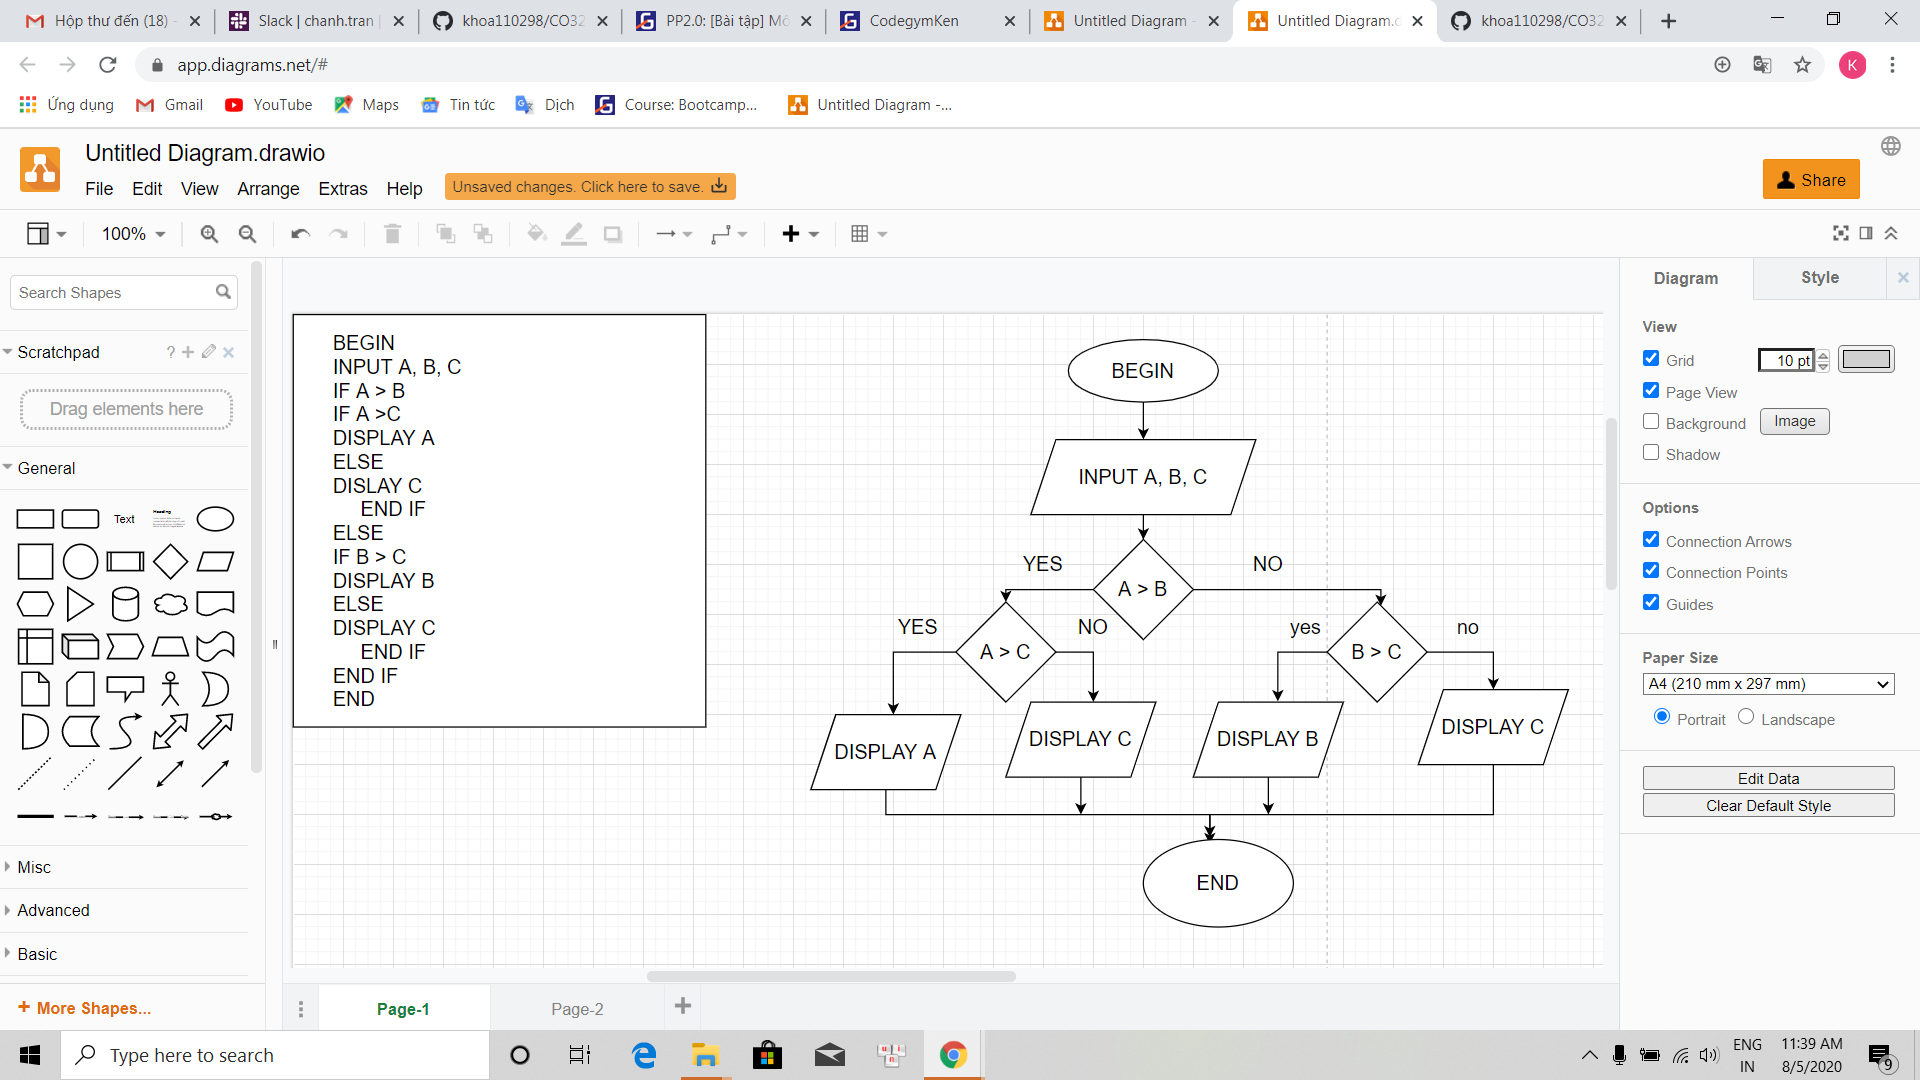 Hộp thư đến (18) -
Slack | chanh.tran |
khoa110298/CO32
PP2.0: [Bài tập] Mô
CodegymKen
Untitled Diagram -
Untitled Diagram.d
khoa110298/CO32
app.diagrams.net/#
K
Ứng dụng
Gmail
YouTube
Maps
Tin tức
Dịch
Course: Bootcamp...
Untitled Diagram -...
Untitled Diagram.drawio
File Edit View Arrange Extras Help
Unsaved changes. Click here to save.
Share
100%
Search Shapes
Scratchpad
?
Drag elements here
General
Text
Heading
Misc
Advanced
Basic
+ More Shapes...
BEGIN
INPUT A, B, C
IF A > B
IF A >C
DISPLAY A
ELSE
DISLAY C
END IF
ELSE
IF B > C
DISPLAY B
ELSE
DISPLAY C
END IF
END IF
END
BEGIN
INPUT A, B, C
YES
A > B
NO
YES
A > C
NO
yes
B > C
no
DISPLAY A
DISPLAY C
DISPLAY B
DISPLAY C
END
Page-1
Page-2
Diagram
Style
View
Grid
10 pt
Page View
Background
Image
Shadow
Options
Connection Arrows
Connection Points
Guides
Paper Size
A4 (210 mm x 297 mm)
Portrait
Landscape
Edit Data
Clear Default Style
Type here to search
ENG
IN
11:39 AM
8/5/2020
9